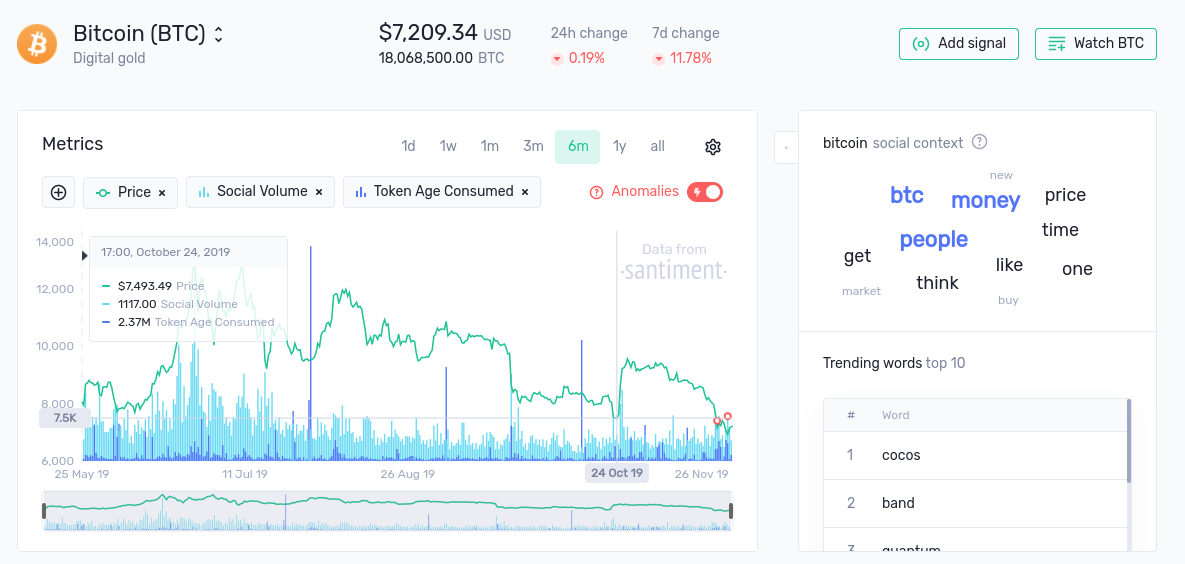 Bitcoin (BTC)
Digital gold
$7,209.34 USD
18,068,500.00 BTC
24h change
0.19%
7d change
11.78%
Add signal
Watch BTC
Metrics
1d 1w 1m 3m 6m 1y all
Price × Social Volume × Token Age Consumed ×
Anomalies
14,000
12,000
10,000
8,000
7.5K
6,000
17:00, October 24, 2019
$7,493.49 Price
1117.00 Social Volume
2.37M Token Age Consumed
Data from
·santiment·
25 May 19 11 Jul 19 26 Aug 19 24 Oct 19 26 Nov 19
bitcoin social context ?
new
btc money price
people time
get like one
think
market buy
Trending words top 10
# Word
1 cocos
2 band
3 quantum